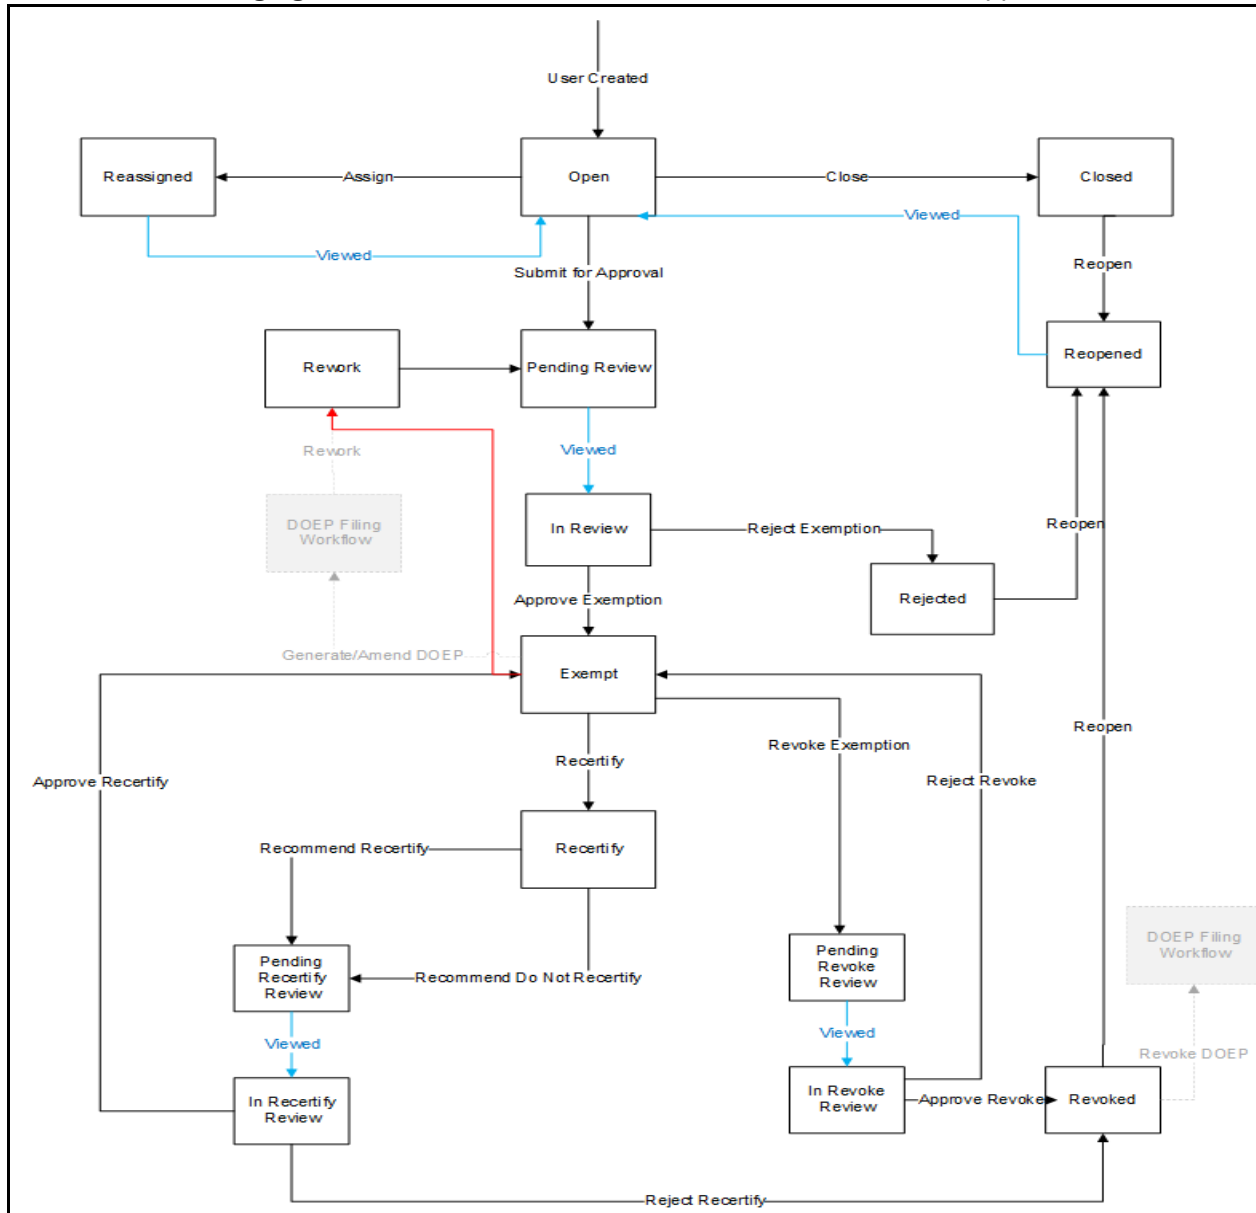 User Created
Reassigned
Assign
Open
Close
Closed
Viewed
Viewed
Submit for Approval
Reopen
Rework
Pending Review
Reopened
Rework
Viewed
DOEP Filing
Workflow
In Review
Reject Exemption
Reopen
Approve Exemption
Rejected
Generate/Amend DOEP
Exempt
Revoke Exemption
Reopen
Recertify
Approve Recertify
Reject Revoke
Recommend Recertify
Recertify
DOEP Filing
Workflow
Pending
Recertify
Review
Recommend Do Not Recertify
Pending
Revoke
Review
Viewed
Viewed
Revoke DOEP
In Recertify
Review
In Revoke
Review
Approve Revoke
Revoked
Reject Recertify